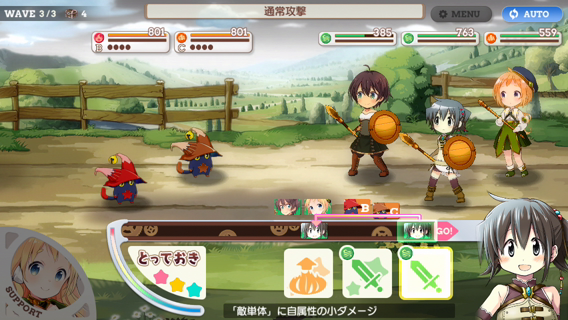 WAVE 3/3 4
通常攻撃
MENU
AUTO
801
B
801
C
385
763
559
B
C
GO!
とっておき
SUPPORT
「敵単体」に自属性の小ダメージ